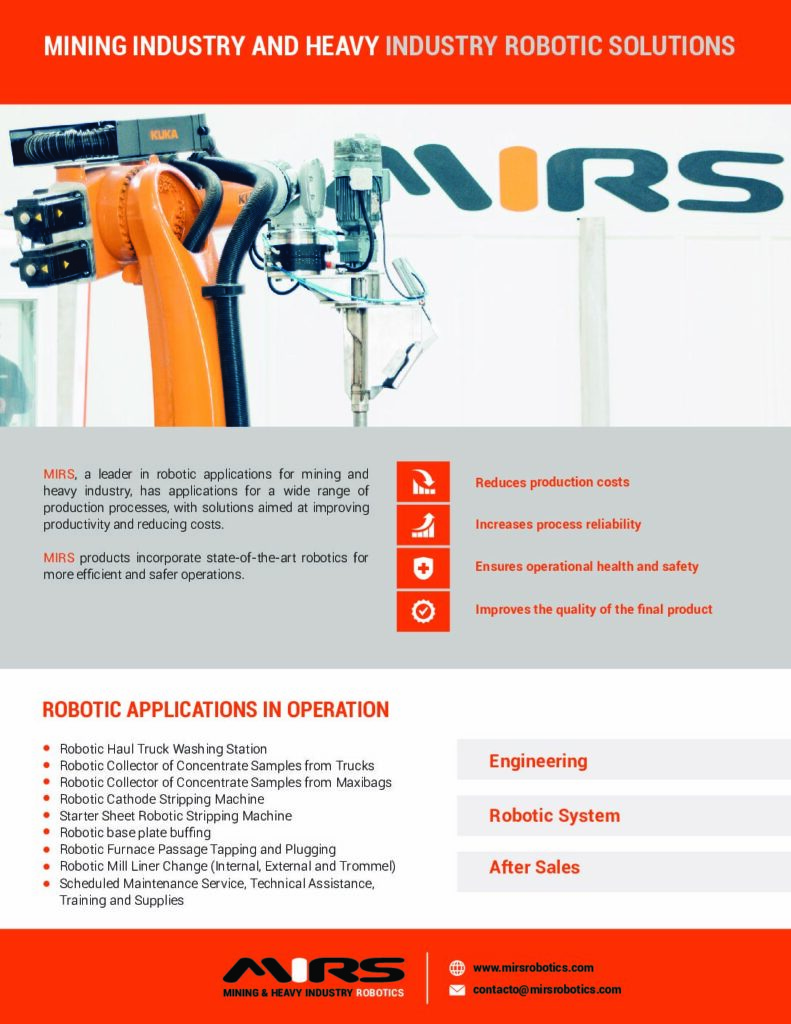 MINING INDUSTRY AND HEAVY INDUSTRY ROBOTIC SOLUTIONS
KUKA
MIRS
MIRS, a leader in robotic applications for mining and
heavy industry, has applications for a wide range of
production processes, with solutions aimed at improving
productivity and reducing costs.
MIRS products incorporate state-of-the-art robotics for
more efficient and safer operations.
Reduces production costs
Increases process reliability
Ensures operational health and safety
Improves the quality of the final product
ROBOTIC APPLICATIONS IN OPERATION
Robotic Haul Truck Washing Station
Robotic Collector of Concentrate Samples from Trucks
Robotic Collector of Concentrate Samples from Maxibags
Robotic Cathode Stripping Machine
Starter Sheet Robotic Stripping Machine
Robotic base plate buffing
Robotic Furnace Passage Tapping and Plugging
Robotic Mill Liner Change (Internal, External and Trommel)
Scheduled Maintenance Service, Technical Assistance,
Training and Supplies
Engineering
Robotic System
After Sales
MIRS
MINING & HEAVY INDUSTRY ROBOTICS
www.mirsrobotics.com
contacto@mirsrobotics.com